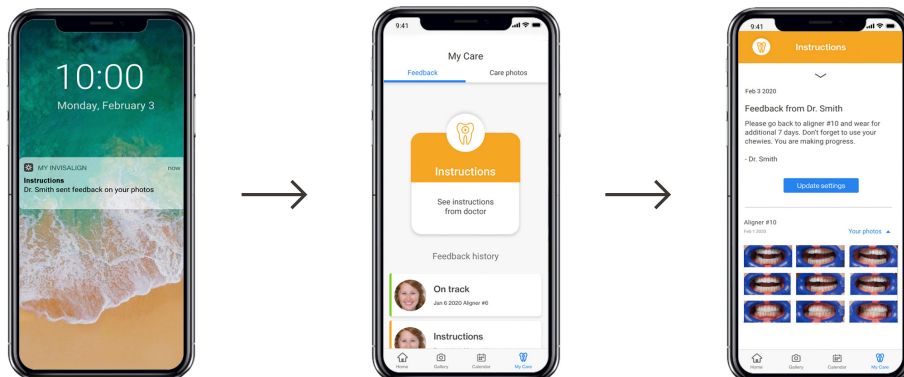 10:00
Monday, February 3
MY INVISALIGN now
Instructions
Dr. Smith sent feedback on your photos
9:41
My Care
Feedback Care photos
Instructions
See instructions
from doctor
Feedback history
On track
Jan 6 2020 Aligner #6
Instructions
Home Gallery Calendar My Care
9:41
Instructions
Feb 3 2020
Feedback from Dr. Smith
Please go back to aligner #10 and wear for
additional 7 days. Don't forget to use your
chewies. You are making progress.
- Dr. Smith
Update settings
Aligner #10
Feb 1 2020 Your photos
Home Gallery Calendar My Care